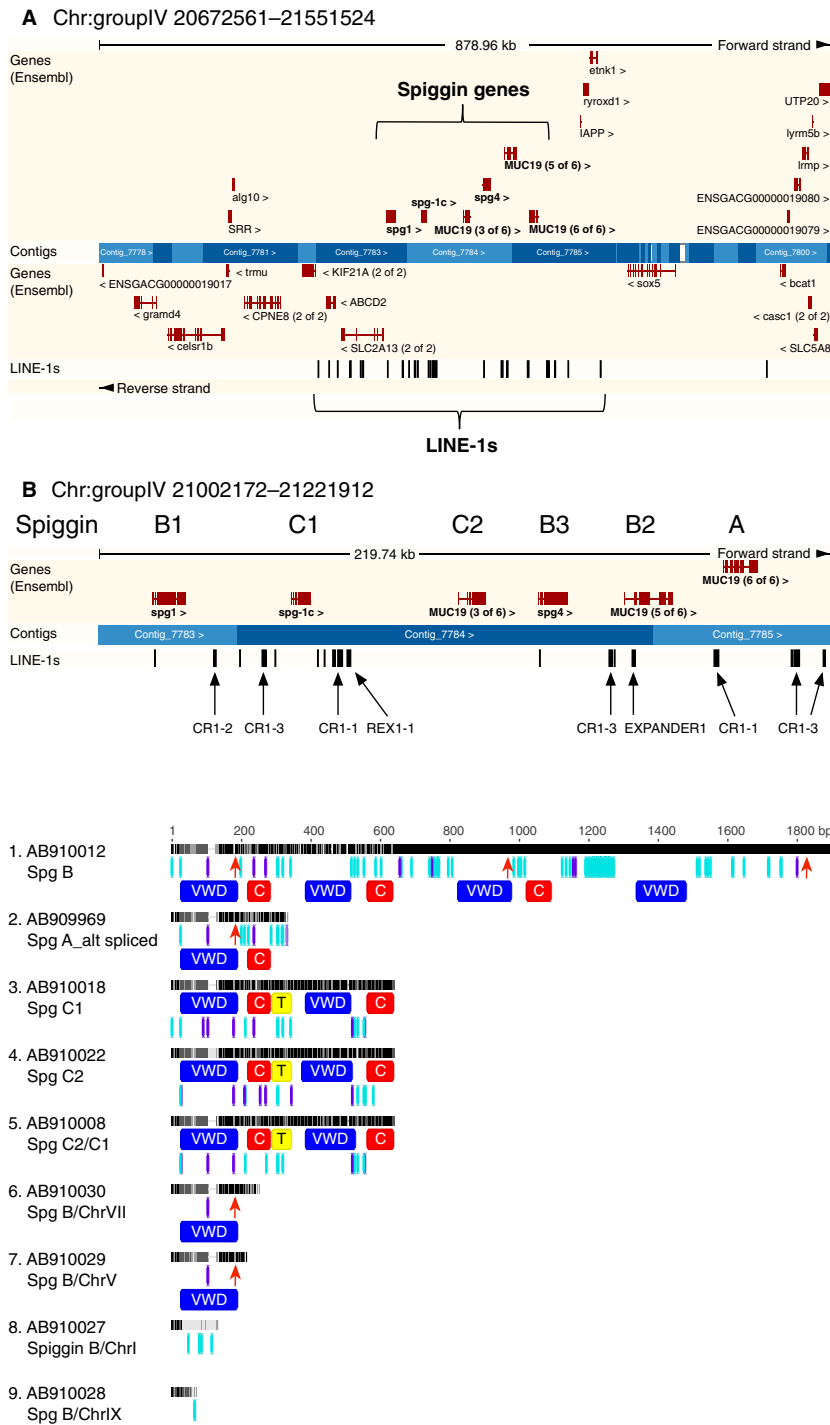 A Chr:groupIV 20672561–21551524
878.96 kb
Forward strand
Genes
(Ensembl)
etnk1 >
Spiggin genes
ryroxd1 >
UTP20 >
IAPP >
lyrm5b >
MUC19 (5 of 6) >
lrmp >
alg10 >
spg-1c >
spg4 >
ENSGACG00000019080 >
SRR >
spg1 >
MUC19 (3 of 6) >
MUC19 (6 of 6) >
ENSGACG00000019079 >
Contigs
Contig_7778 >
Contig_7781 >
Contig_7783 >
Contig_7784 >
Contig_7785 >
Contig_7800 >
Genes
(Ensembl)
< ENSGACG00000019017
< trmu
< KIF21A (2 of 2)
< sox5
< bcat1
< gramd4
< CPNE8 (2 of 2)
< ABCD2
< casc1 (2 of 2)
< celsr1b
< SLC2A13 (2 of 2)
< SLC5A8
LINE-1s
Reverse strand
LINE-1s
B Chr:groupIV 21002172–21221912
Spiggin B1 C1 C2 B3 B2 A
219.74 kb
Forward strand
Genes
(Ensembl)
MUC19 (6 of 6) >
spg1 >
spg-1c >
MUC19 (3 of 6) >
spg4 >
MUC19 (5 of 6) >
Contigs
Contig_7783 >
Contig_7784 >
Contig_7785 >
LINE-1s
CR1-2 CR1-3 CR1-1 REX1-1 CR1-3 EXPANDER1 CR1-1 CR1-3
1 200 400 600 800 1000 1200 1400 1600 1800 bp
1. AB910012
Spg B
VWD C VWD C VWD C VWD
2. AB909969
Spg A_alt spliced
VWD C
3. AB910018
Spg C1
VWD C T VWD C
4. AB910022
Spg C2
VWD C T VWD C
5. AB910008
Spg C2/C1
VWD C T VWD C
6. AB910030
Spg B/ChrVII
VWD
7. AB910029
Spg B/ChrV
VWD
8. AB910027
Spiggin B/ChrI
9. AB910028
Spg B/ChrIX